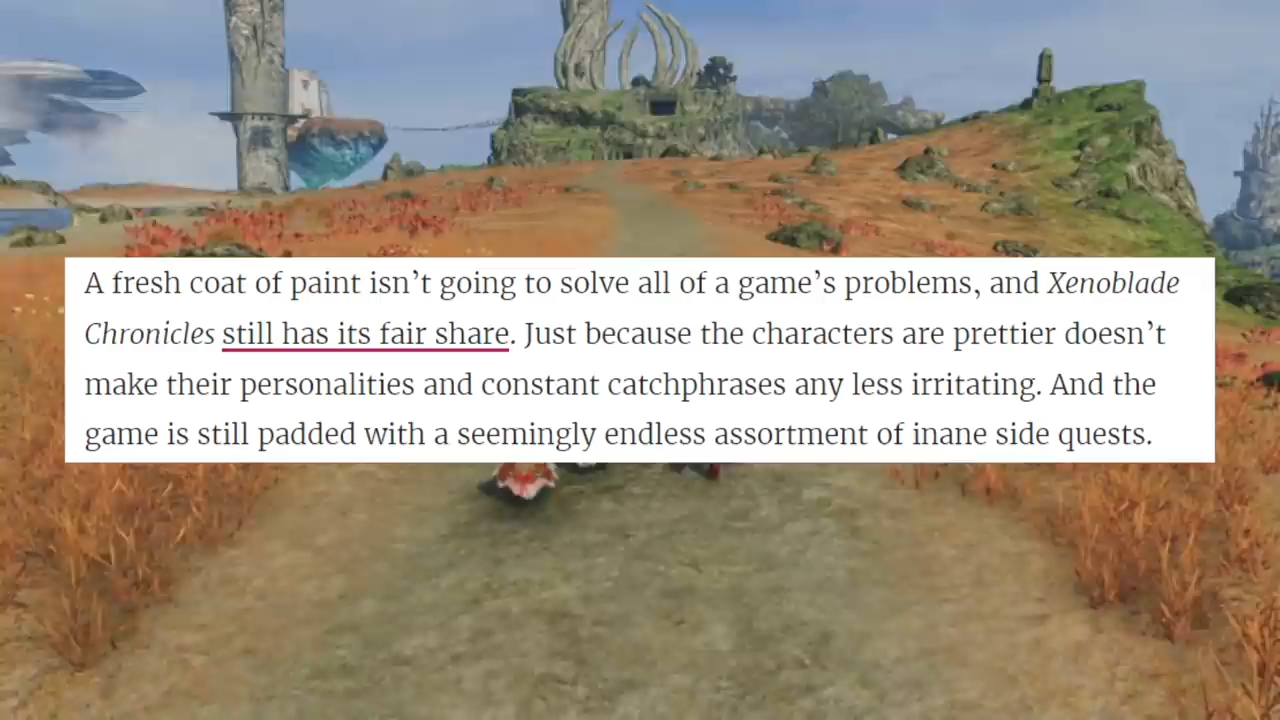 A fresh coat of paint isn’t going to solve all of a game’s problems, and Xenoblade
Chronicles still has its fair share. Just because the characters are prettier doesn’t
make their personalities and constant catchphrases any less irritating. And the
game is still padded with a seemingly endless assortment of inane side quests.